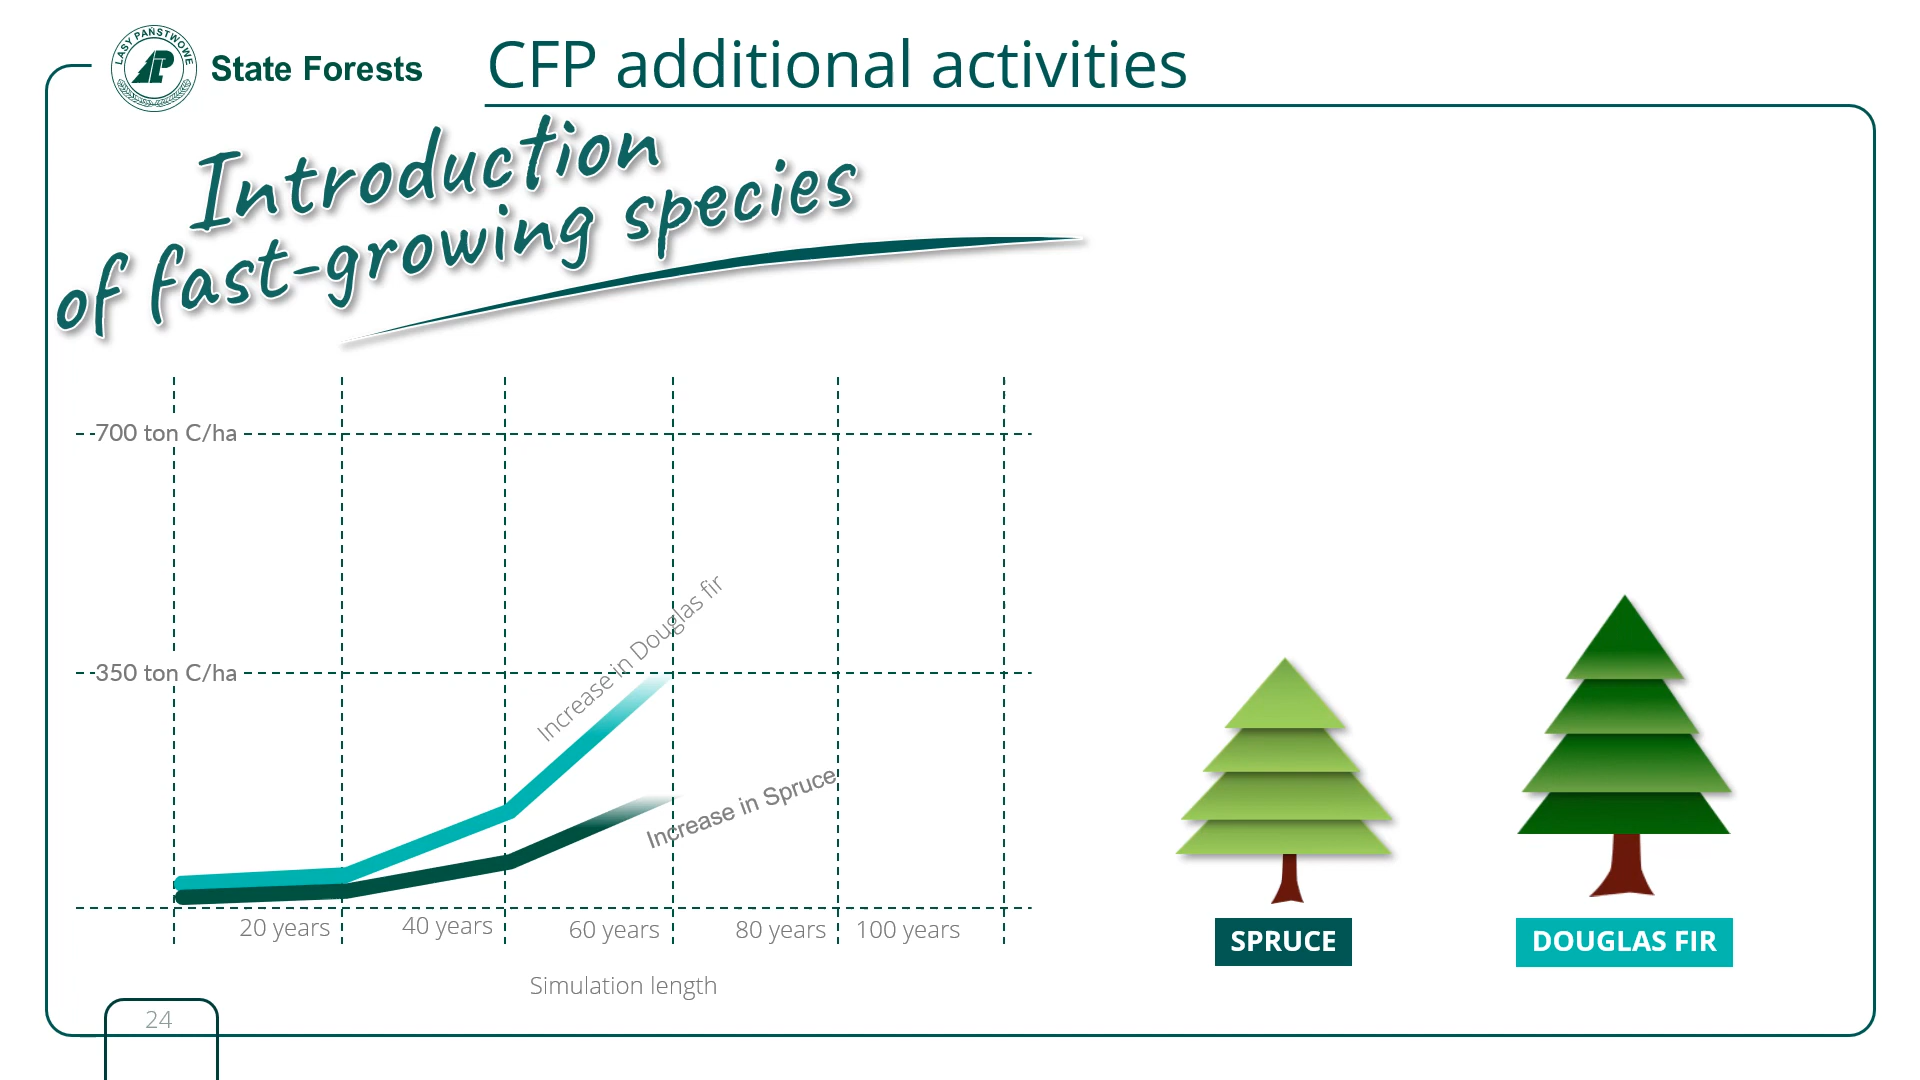 LASY PAŃSTWOWE
State Forests
CFP additional activities
Introduction
of fast-growing species
700 ton C/ha
350 ton C/ha
Increase in Douglas fir
Increase in Spruce
20 years
40 years
60 years
80 years
100 years
Simulation length
SPRUCE
DOUGLAS FIR
24